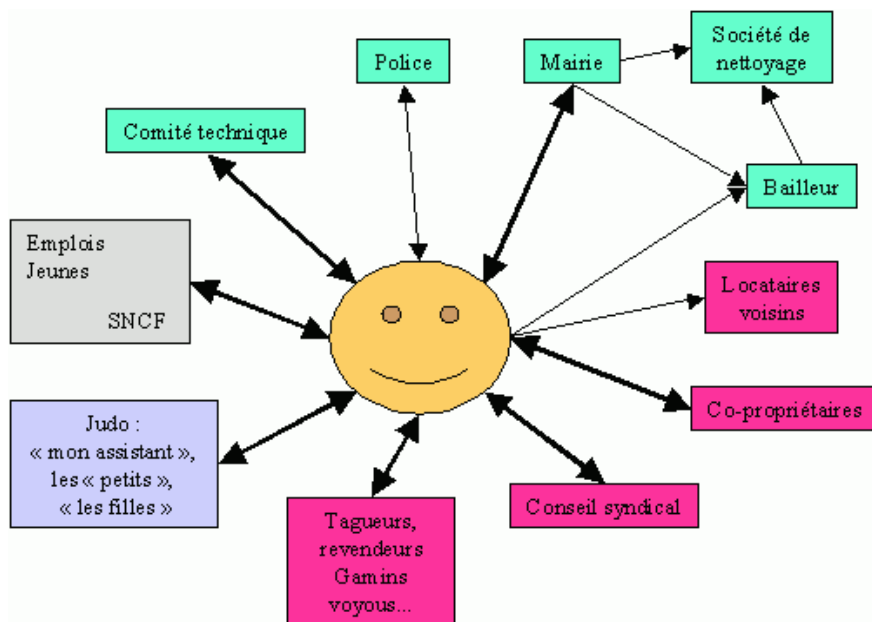 Police
Mairie
Société de
nettoyage
Comité technique
Bailleur
Emplois
Jeunes
SNCF
Locataires
voisins
Co-propriétaires
Judo :
« mon assistant »,
les « petits »,
« les filles »
Conseil syndical
Tagueurs,
revendeurs
Gamins
voyous...